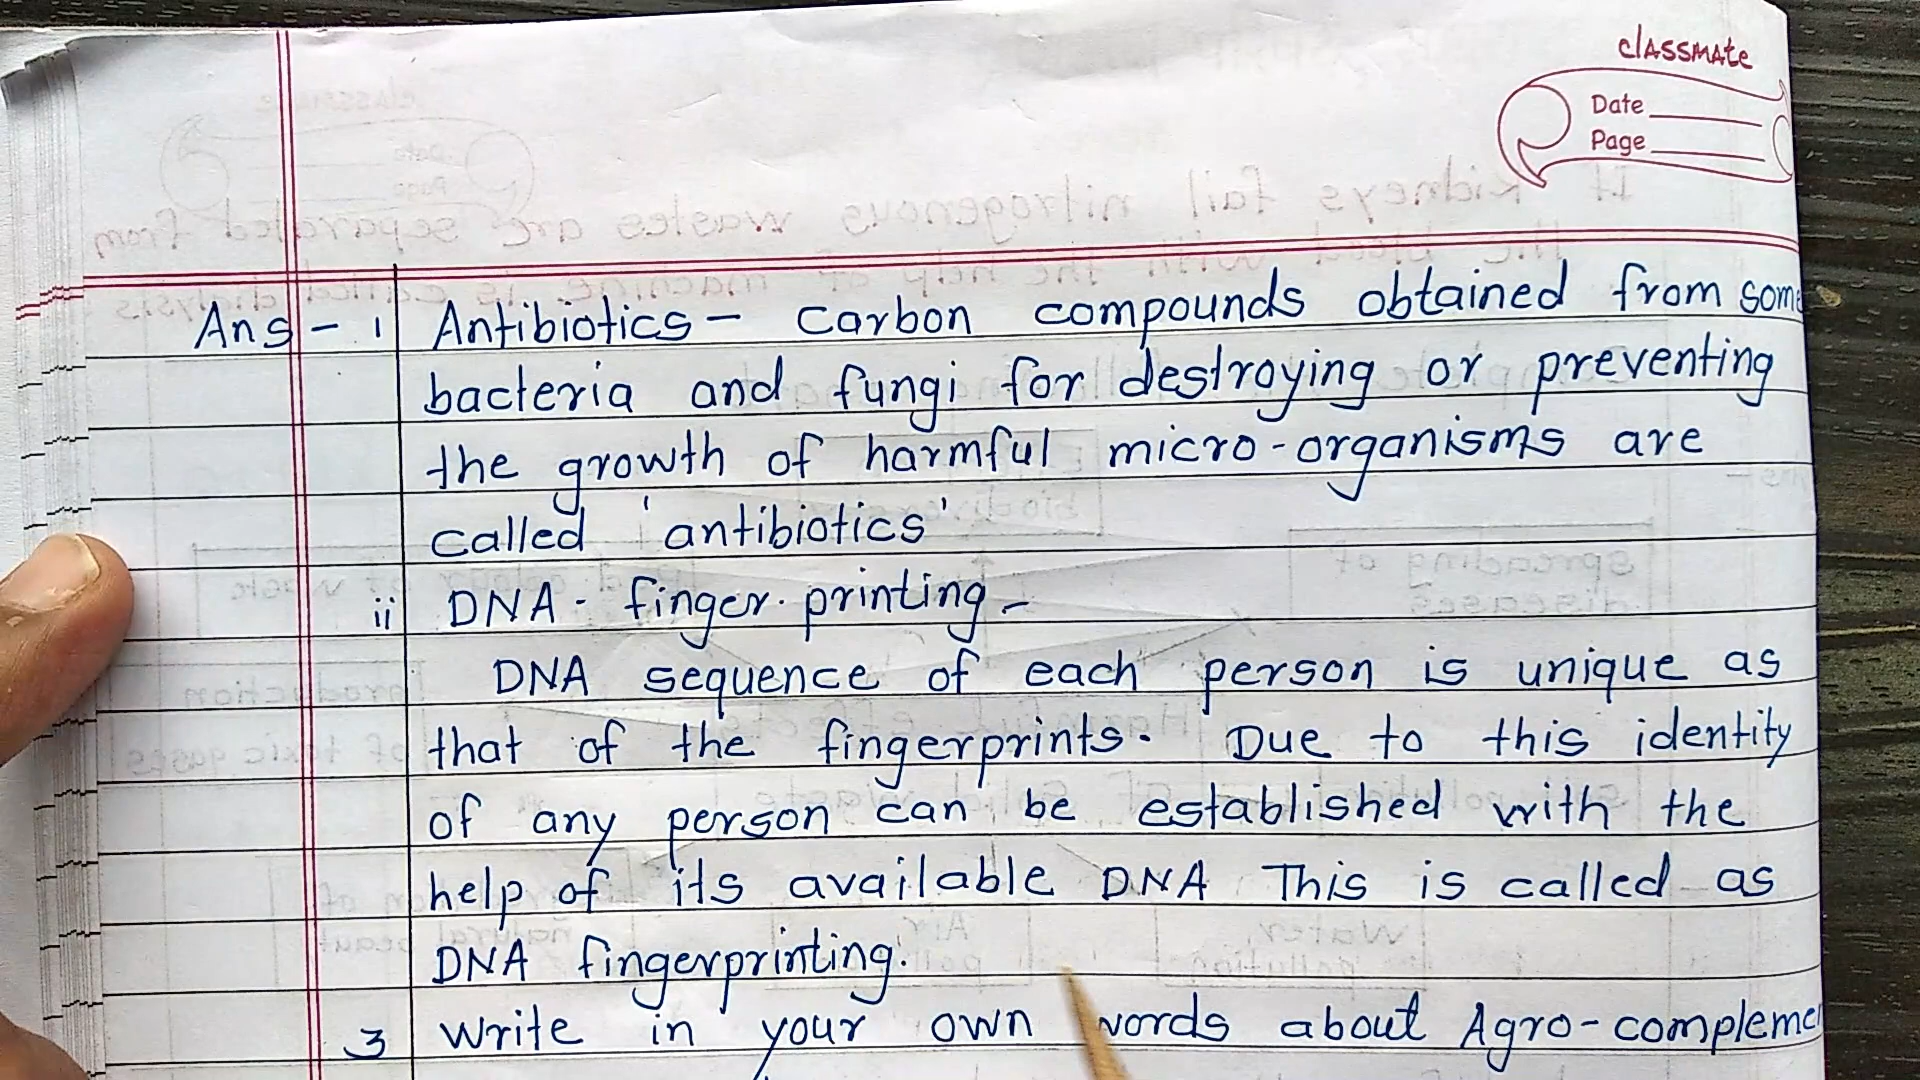 classmate
Date
Page
Ans - i Antibiotics - carbon compounds obtained from some
bacteria and fungi for destroying or preventing
the growth of harmful micro-organisms are
called 'antibiotics'
ii DNA - finger-printing -
DNA sequence of each person is unique as
that of the fingerprints. Due to this identity
of any person can be established with the
help of its available DNA This is called as
DNA fingerprinting.
3 Write in your own words about Agro-compleme